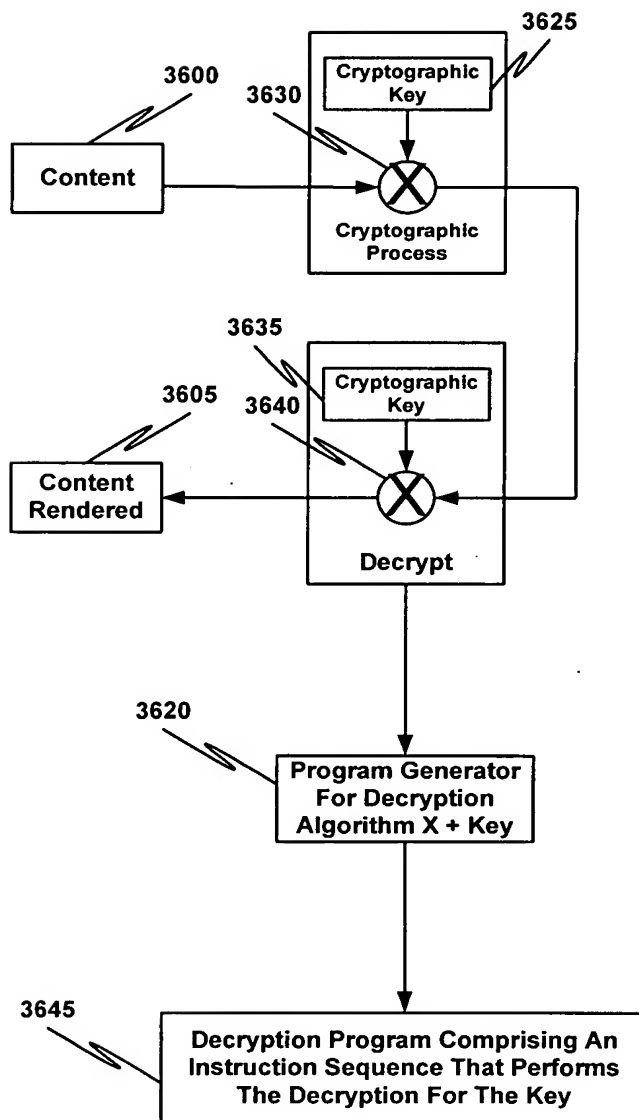 3625
3600
Cryptographic
Key
3630
Content
X
Cryptographic
Process
3635
Cryptographic
Key
3605
3640
Content
Rendered
X
Decrypt
3620
Program Generator
For Decryption
Algorithm X + Key
3645
Decryption Program Comprising An
Instruction Sequence That Performs
The Decryption For The Key